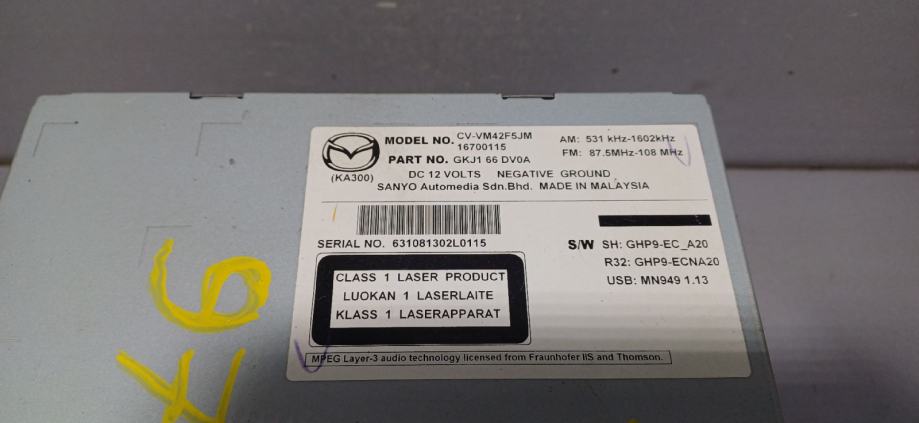 MODEL NO. CV-VM42F5JM
16700115
PART NO. GKJ1 66 DV0A
(KA300)
DC 12 VOLTS NEGATIVE GROUND
SANYO Automedia Sdn.Bhd. MADE IN MALAYSIA
AM: 531 kHz-1602kHz
FM: 87.5MHz-108 MHz
SERIAL NO. 631081302L0115
S/W SH: GHP9-EC_A20
R32: GHP9-ECNA20
USB: MN949 1.13
CLASS 1 LASER PRODUCT
LUOKAN 1 LASERLAITE
KLASS 1 LASERAPPARAT
MPEG Layer-3 audio technology licensed from Fraunhofer IIS and Thomson.